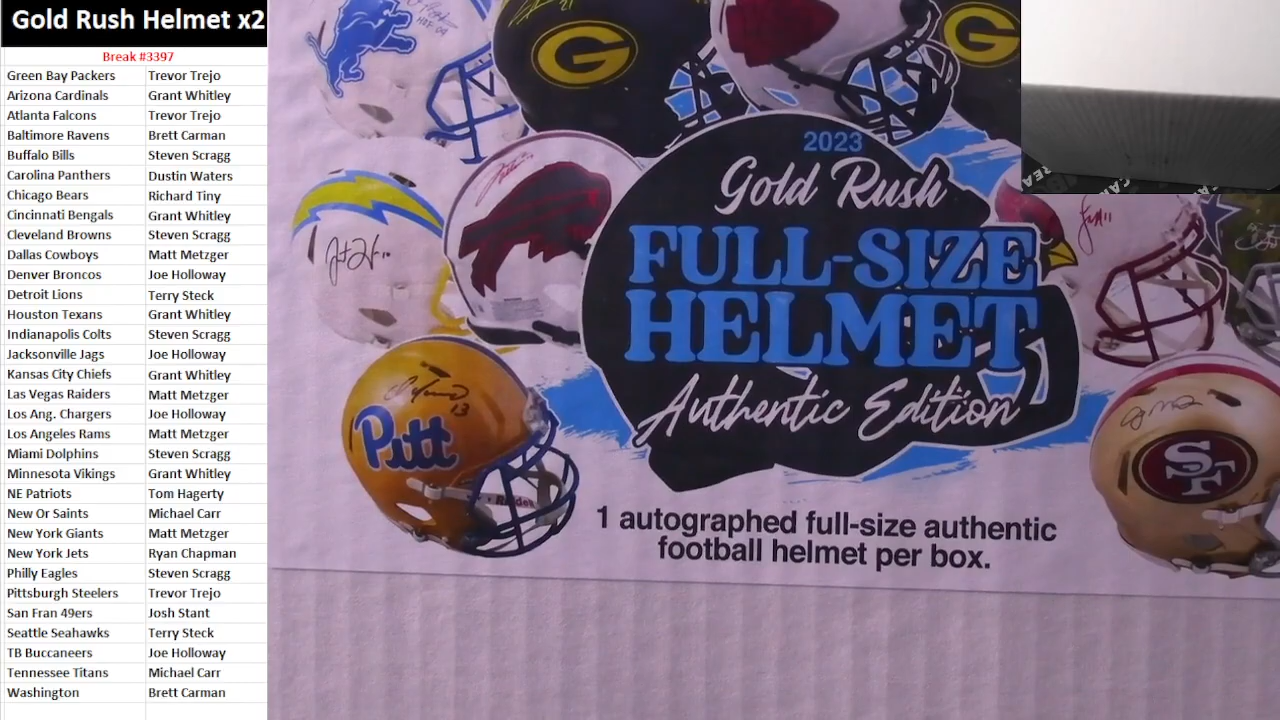 Gold Rush Helmet x2
Break #3397
Green Bay Packers Trevor Trejo
Arizona Cardinals Grant Whitley
Atlanta Falcons Trevor Trejo
Baltimore Ravens Brett Carman
Buffalo Bills Steven Scragg
Carolina Panthers Dustin Waters
Chicago Bears Richard Tiny
Cincinnati Bengals Grant Whitley
Cleveland Browns Steven Scragg
Dallas Cowboys Matt Metzger
Denver Broncos Joe Holloway
Detroit Lions Terry Steck
Houston Texans Grant Whitley
Indianapolis Colts Steven Scragg
Jacksonville Jags Joe Holloway
Kansas City Chiefs Grant Whitley
Las Vegas Raiders Matt Metzger
Los Ang. Chargers Joe Holloway
Los Angeles Rams Matt Metzger
Miami Dolphins Steven Scragg
Minnesota Vikings Grant Whitley
NE Patriots Tom Hagerty
New Or Saints Michael Carr
New York Giants Matt Metzger
New York Jets Ryan Chapman
Philly Eagles Steven Scragg
Pittsburgh Steelers Trevor Trejo
San Fran 49ers Josh Stant
Seattle Seahawks Terry Steck
TB Buccaneers Joe Holloway
Tennessee Titans Michael Carr
Washington Brett Carman
2023
Gold Rush
FULL-SIZE
HELMET
Authentic Edition
1 autographed full-size authentic
football helmet per box.
Pitt
13
Riddell
G
G
SF